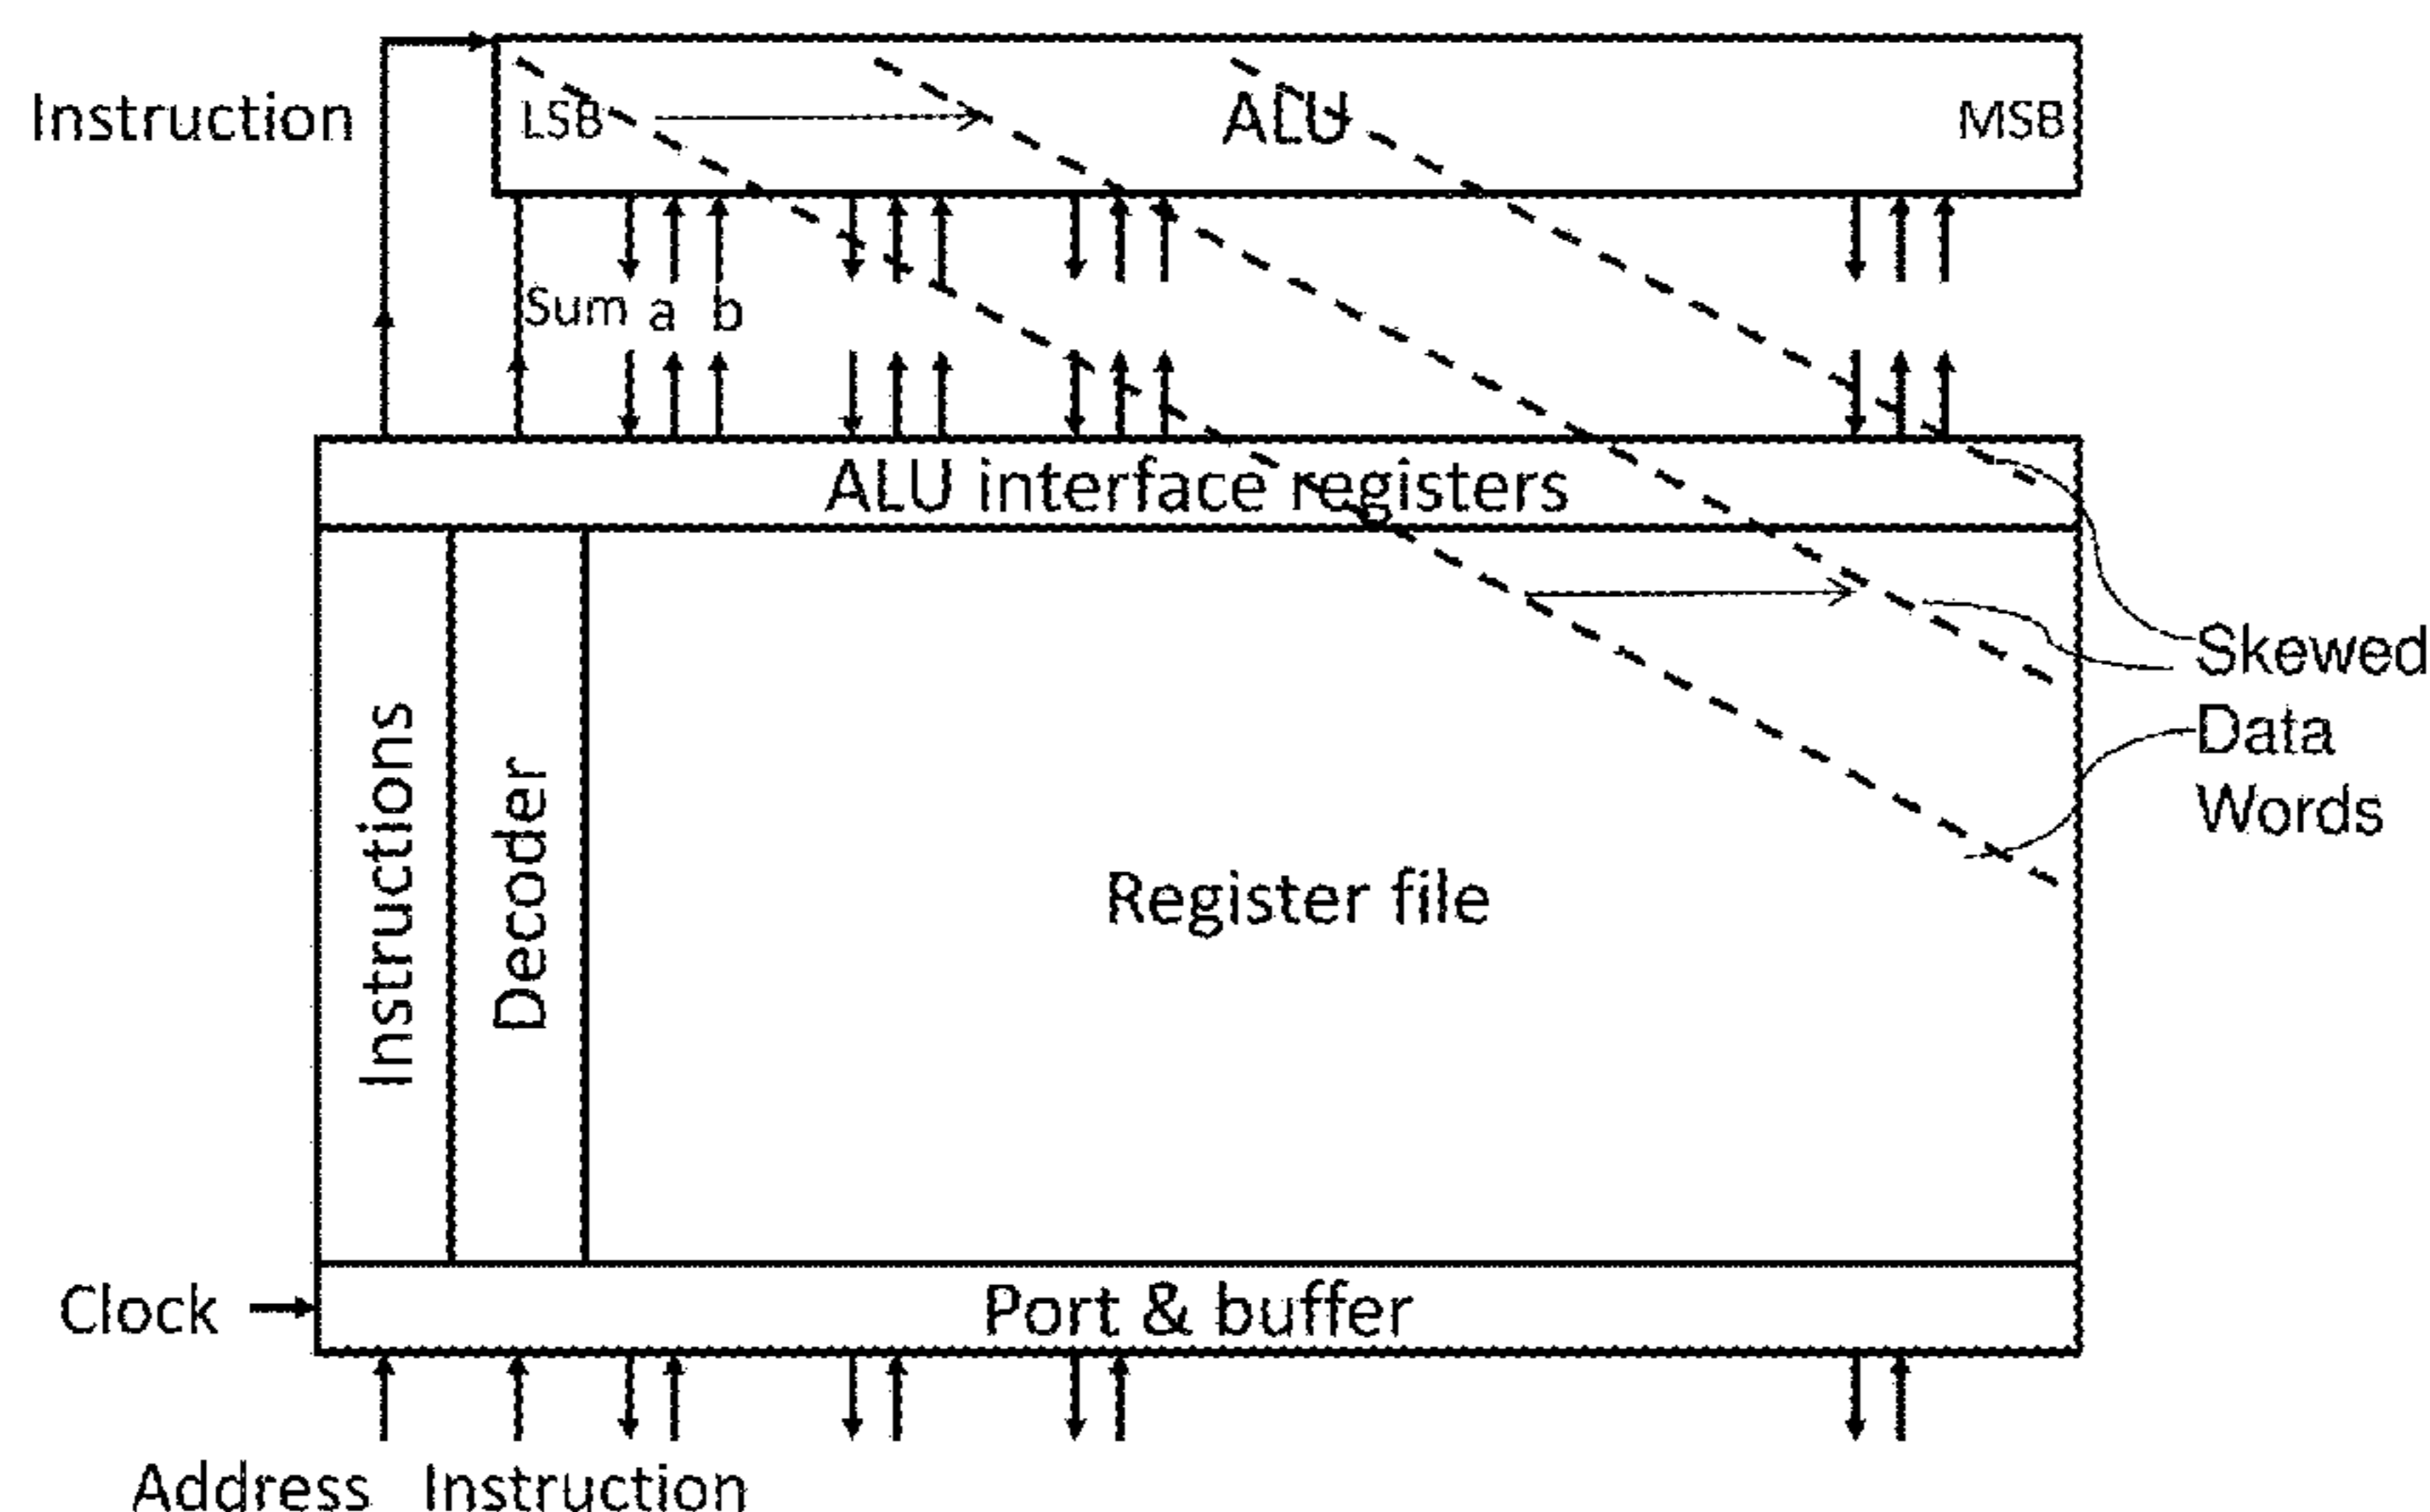 Instruction
LSB
ALU
MSB
Sum a b
ALU interface registers
Instructions
Decoder
Register file
Skewed
Data
Words
Clock
Port & buffer
Address Instruction